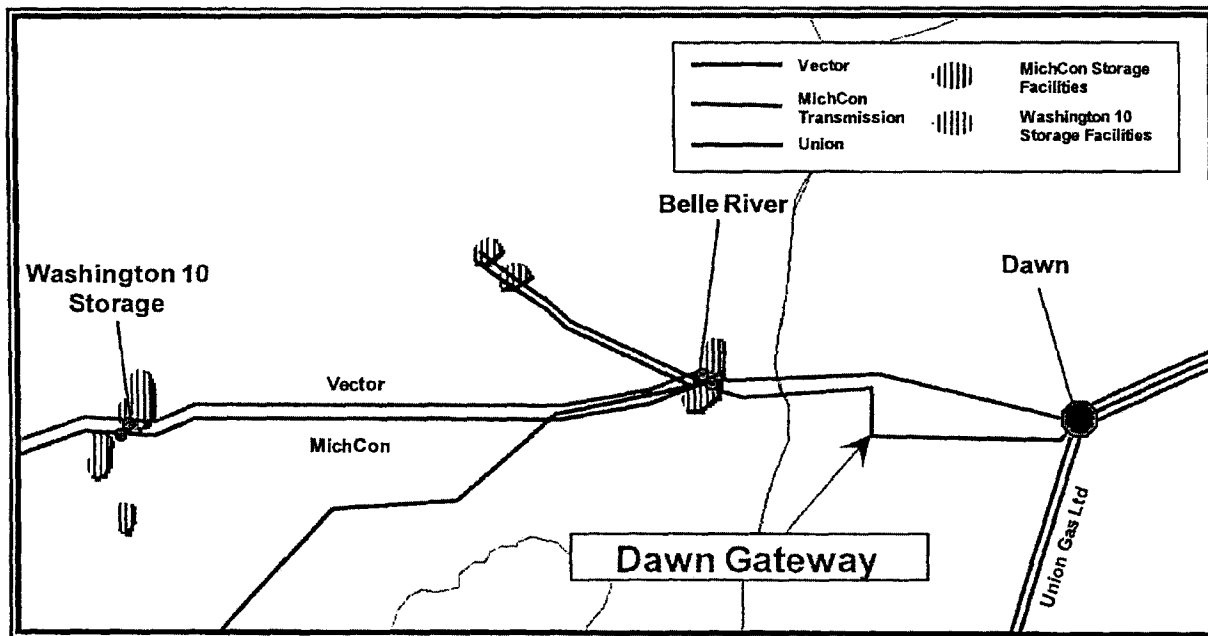 Vector
MichCon
Transmission
Union
MichCon Storage
Facilities
Washington 10
Storage Facilities
Belle River
Washington 10
Storage
Dawn
Vector
MichCon
Dawn Gateway
Union Gas Ltd